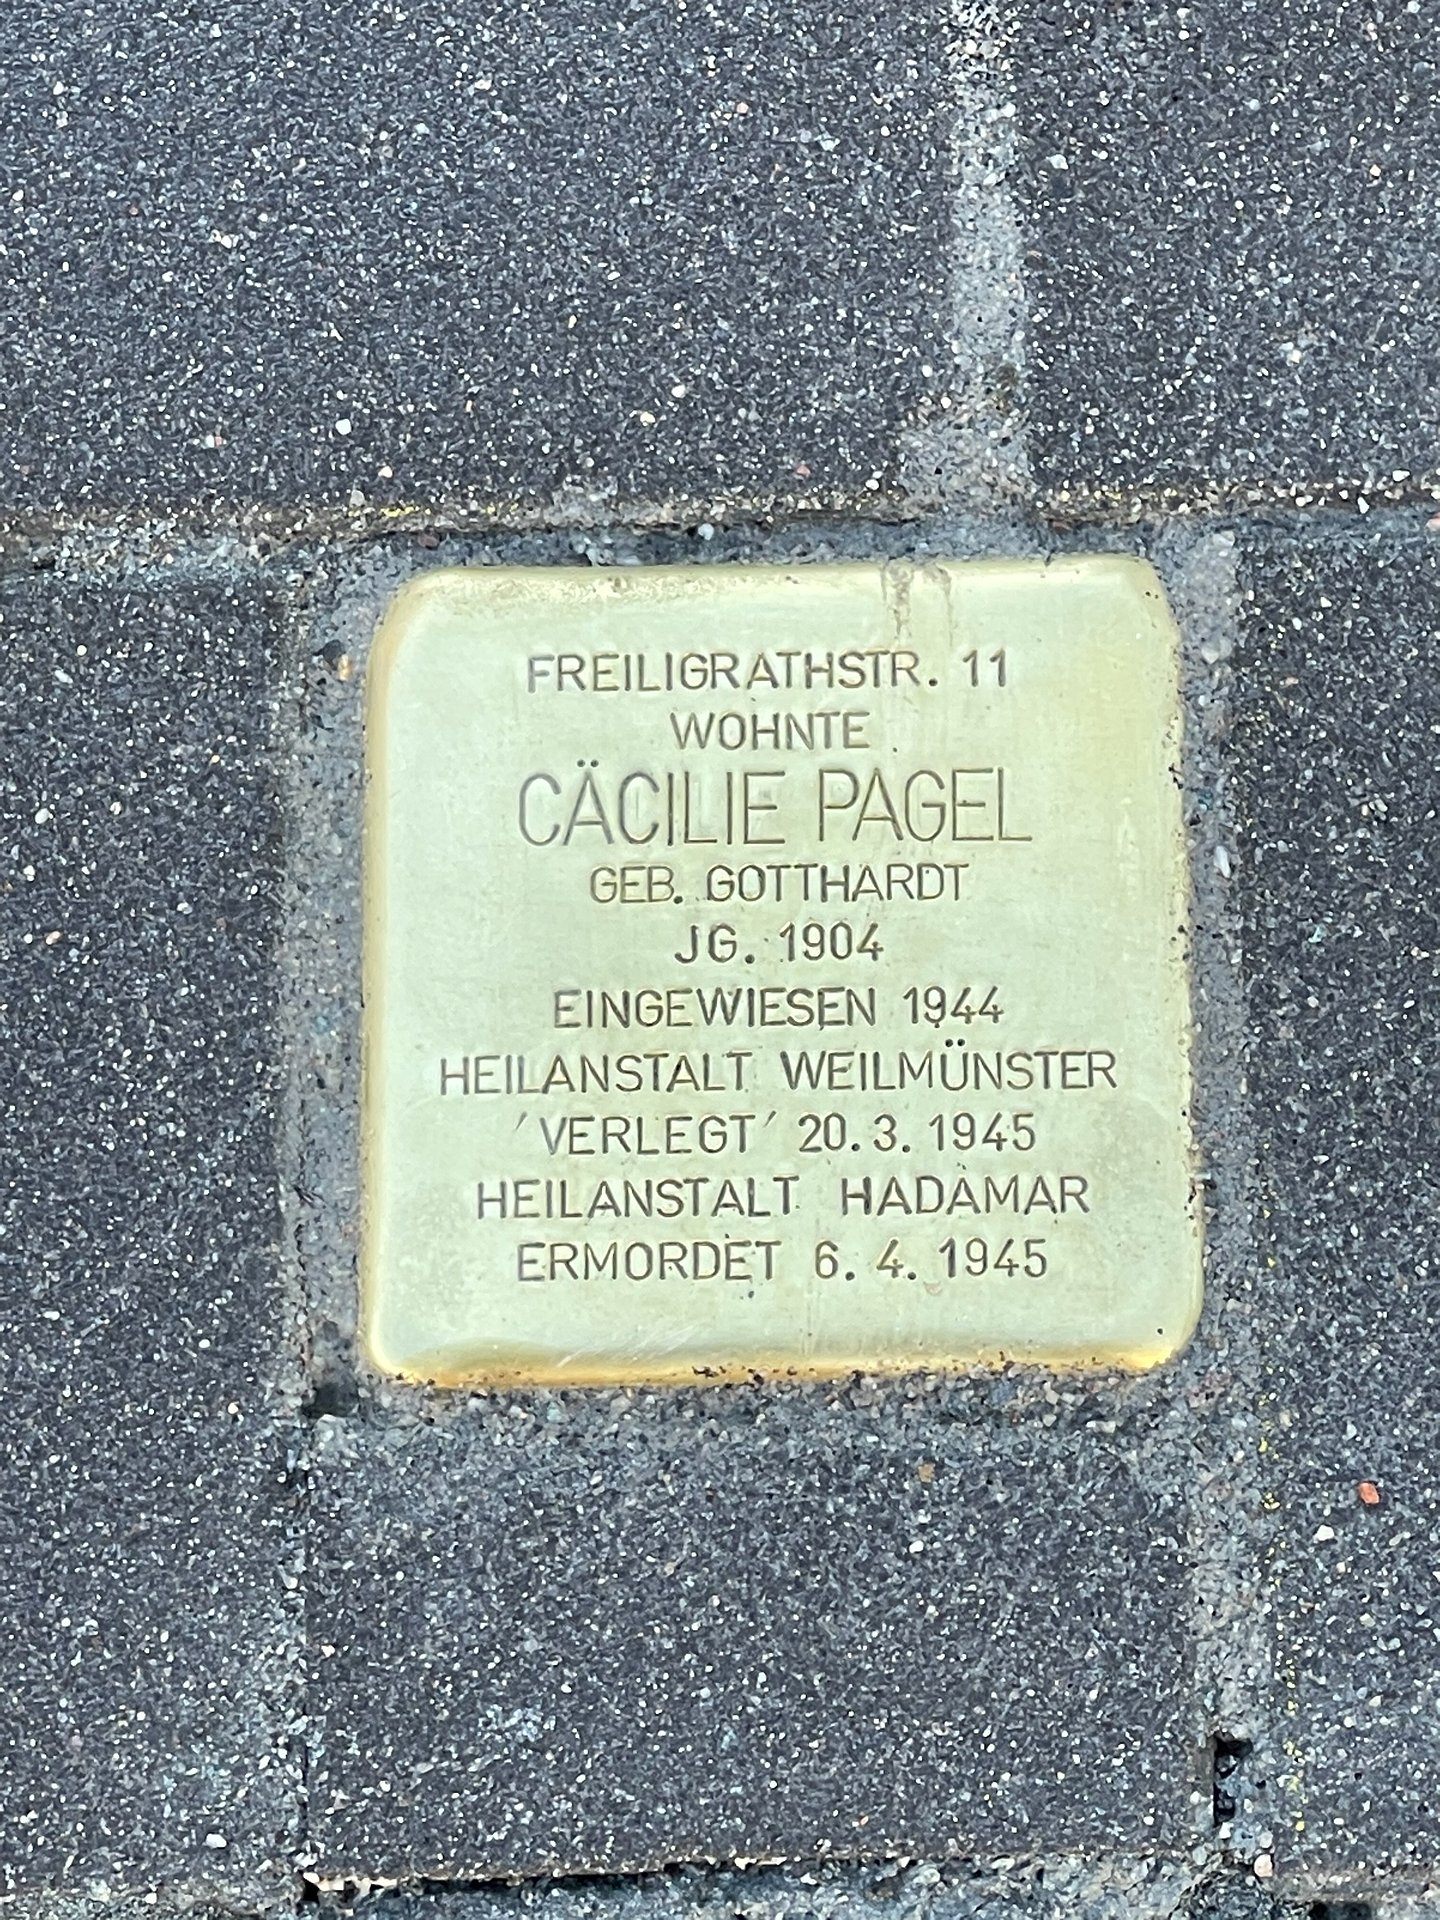 FREILIGRATHSTR. 11
WOHNTE
CÄCILIE PAGEL
GEB. GOTTHARDT
JG. 1904
EINGEWIESEN 1944
HEILANSTALT WEILMÜNSTER
'VERLEGT' 20.3.1945
HEILANSTALT HADAMAR
ERMORDET 6.4.1945